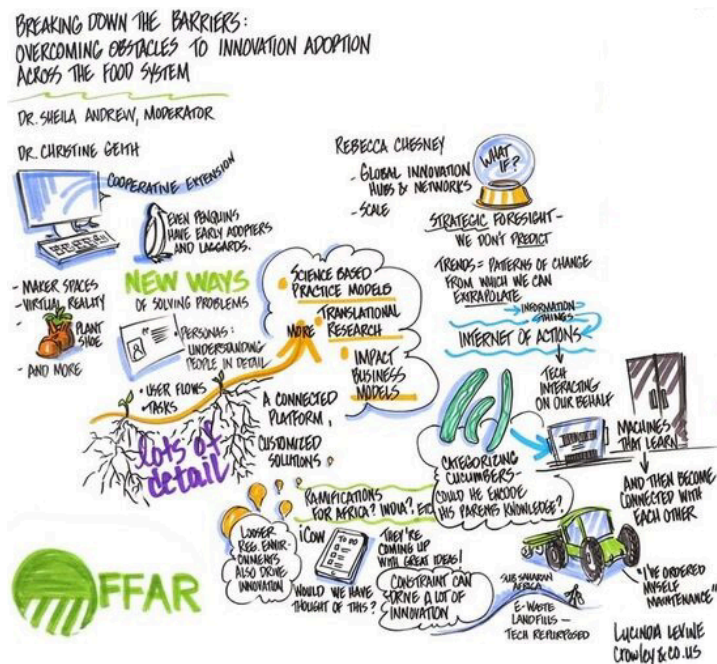 BREAKING DOWN THE BARRIERS:
OVERCOMING OBSTACLES TO INNOVATION ADOPTION
ACROSS THE FOOD SYSTEM
DR. SHEILA ANDREW, MODERATOR
DR. CHRISTINE GEITH
COOPERATIVE EXTENSION
EVEN PENGUINS
HAVE EARLY ADOPTERS
AND LAGGARDS.
- MAKER SPACES
- VIRTUAL REALITY
-
PLANT
SHOE
- AND MORE
NEW WAYS
OF SOLVING PROBLEMS
• PERSONAS:
UNDERSTANDING
PEOPLE IN DETAIL
• USER FLOWS
• TASKS
lots of
detail
MORE
• SCIENCE BASED
PRACTICE MODELS
• TRANSLATIONAL
RESEARCH
• IMPACT
BUSINESS
MODELS
A CONNECTED
PLATFORM,
CUSTOMIZED
SOLUTIONS
REBECCA CHESNEY
- GLOBAL INNOVATION
HUBS & NETWORKS
- SCALE
WHAT
IF?
STRATEGIC FORESIGHT -
WE DON'T PREDICT
TRENDS = PATTERNS OF CHANGE
FROM WHICH WE CAN
EXTRAPOLATE
INFORMATION
THINGS
INTERNET OF ACTIONS
TECH
INTERACTING
ON OUR BEHALF
CATEGORIZING
CUCUMBERS-
COULD HE ENCODE
HIS PARENTS KNOWLEDGE?
MACHINES
THAT LEARN
AND THEN BECOME
CONNECTED WITH
EACH OTHER
"I'VE ORDERED
MYSELF
MAINTENANCE"
RAMIFICATIONS
FOR AFRICA? INDIA? ETC.
LOOSER
REG. ENVIR-
ONMENTS
ALSO DRIVE
INNOVATION
iCOW
TO DO
WOULD WE HAVE
THOUGHT OF THIS?
THEY'RE
COMING UP
WITH GREAT IDEAS!
CONSTRAINT CAN
DRIVE A LOT OF
INNOVATION
SUB SAHARAN
AFRICA
E-WASTE
LANDFILLS -
TECH REPURPOSED
FFAR
LUCINDA LEVINE
CROWLEY & CO. US